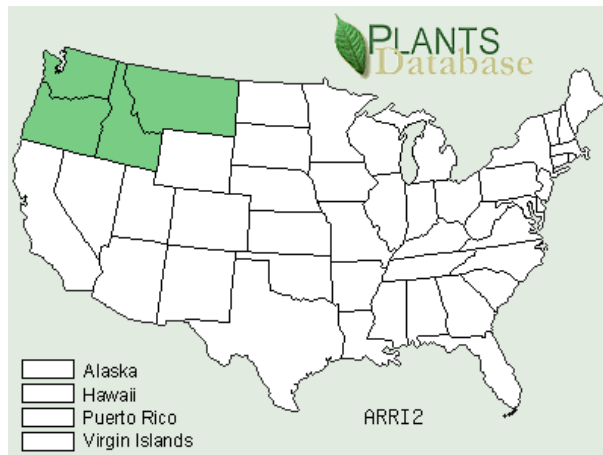 PLANTS
Database
Alaska
Hawaii
Puerto Rico
Virgin Islands
ARRI2